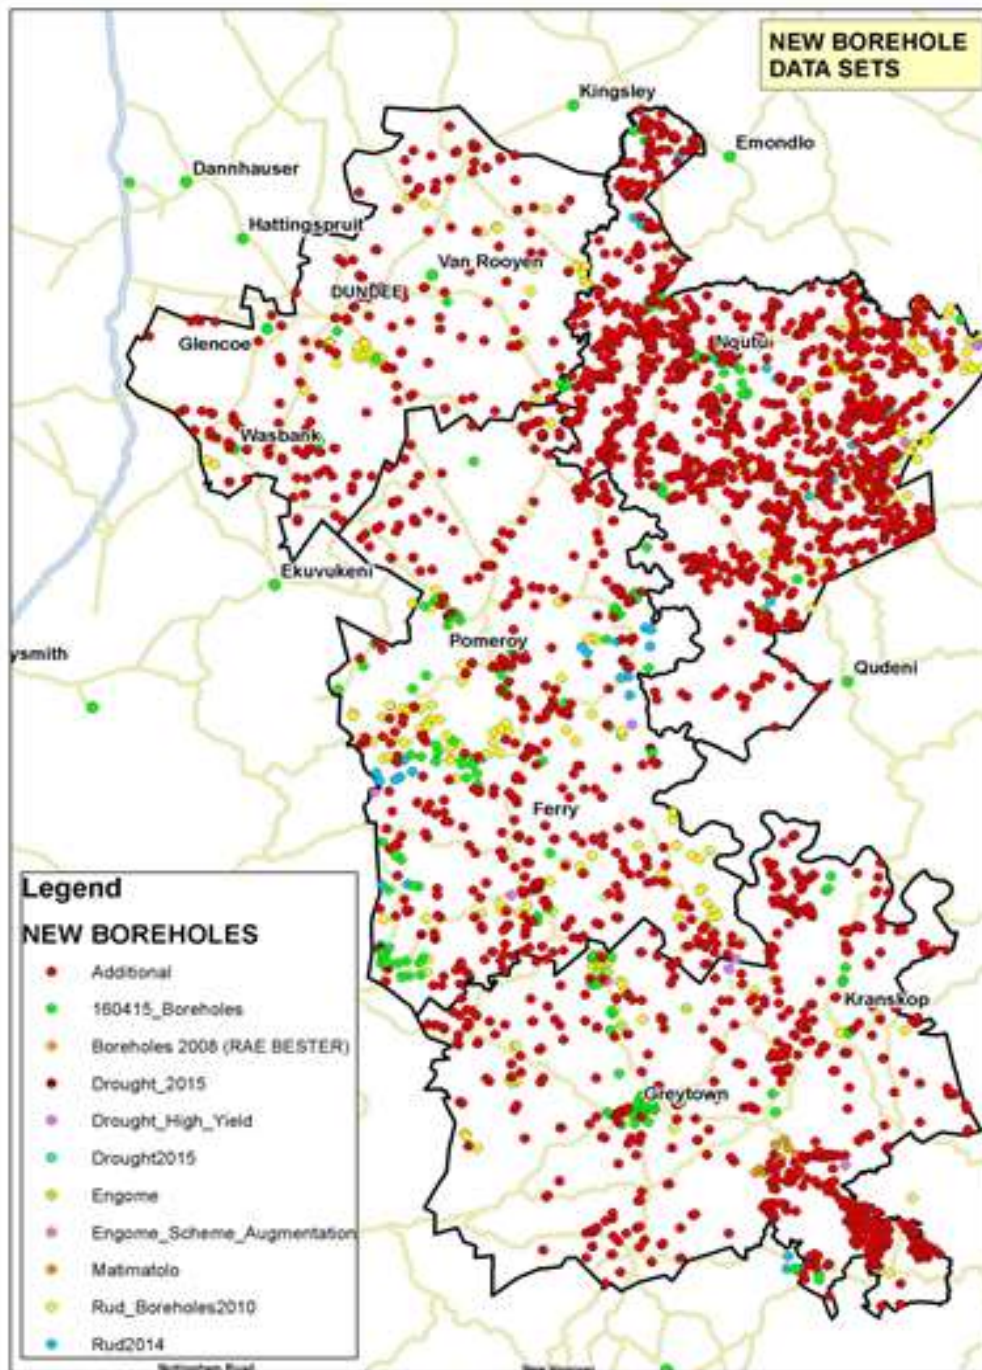 NEW BOREHOLE
DATA SETS
Kingsley
Emondlo
Dannhauser
Hattingspruit
Van Rooyen
DUNDEE
Glencoe
Nqutu
Wasbank
Ekuvukeni
Pomeroy
ysmith
Qudeni
Ferry
Kranskop
Greytown
Legend
NEW BOREHOLES
Additional
160415_Boreholes
Boreholes 2008 (RAE BESTER)
Drought_2015
Drought_High_Yield
Drought2015
Engome
Engome_Scheme_Augmentation
Matimatolo
Rud_Boreholes2010
Rud2014
Nottingham Road